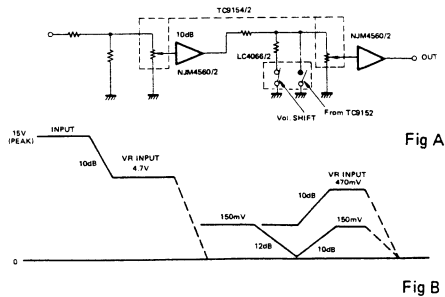 TC9154/2
10dB
NJM4560/2
LC4066/2
NJM4560/2
OUT
Vol. SHIFT
From TC9152
Fig A
15V
(PEAK)
INPUT
10dB
VR INPUT
4.7V
150mV
12dB
10dB
VR INPUT
470mV
150mV
10dB
0
Fig B